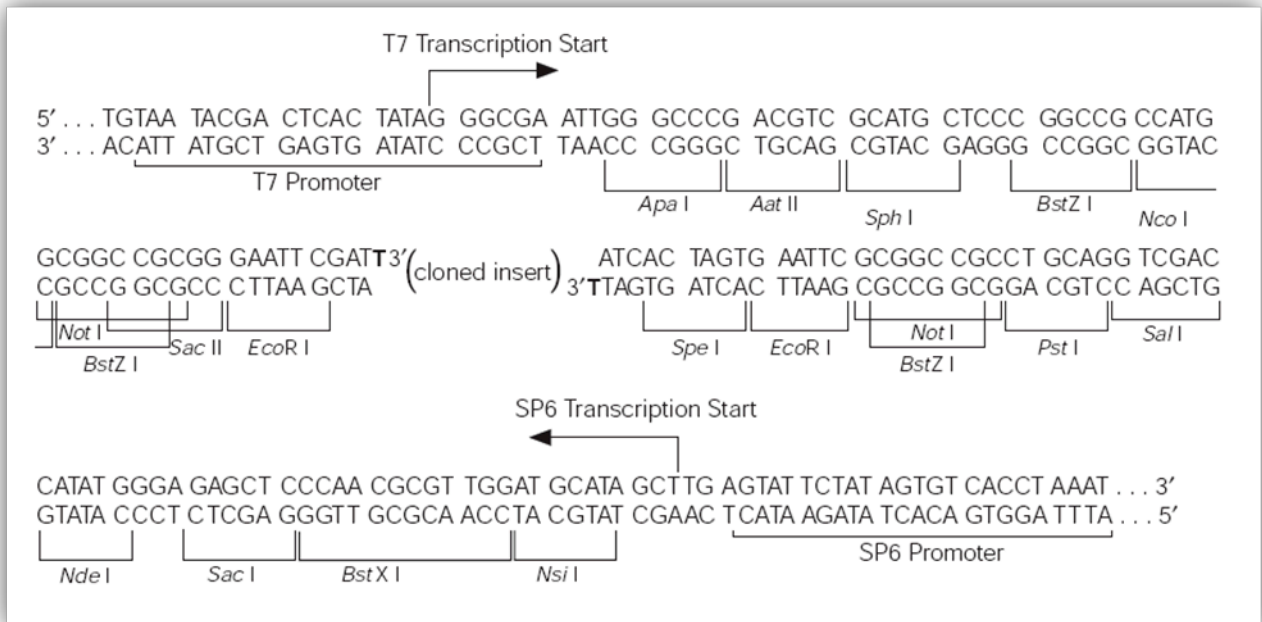 T7 Transcription Start
5′ . . . TGTAA TACGA CTCAC TATAG GGCGA ATTGG GCCCG ACGTC GCATG CTCCC GGCCG CCATG
3′ . . . ACATT ATGCT GAGTG ATATC CCGCT TAACC CGGGC TGCAG CGTAC GAGGG CCGGC GGTAC
T7 Promoter
Apa I Aat II Sph I BstZ I Nco I
GCGGC CGCGG GAATT CGATT3′(cloned insert) ATCAC TAGTG AATTC GCGGC CGCCT GCAGG TCGAC
CGCCG GCGCC CTTAA GCTA 3′TTAGTG ATCAC TTAAG CGCCG GCGGA CGTCC AGCTG
Not I Sac II EcoR I Spe I EcoR I Not I Pst I Sal I
BstZ I BstZ I
SP6 Transcription Start
CATAT GGGA GAGCT CCCAA CGCGT TGGAT GCATA GCTTG AGTAT TCTAT AGTGT CACCT AAAT . . . 3′
GTATA CCCT CTCGAG GGTT GCGCA ACCTA CGTAT CGAAC TCATA AGATA TCACA GTGGA TTTA . . . 5′
Nde I Sac I BstX I Nsi I SP6 Promoter